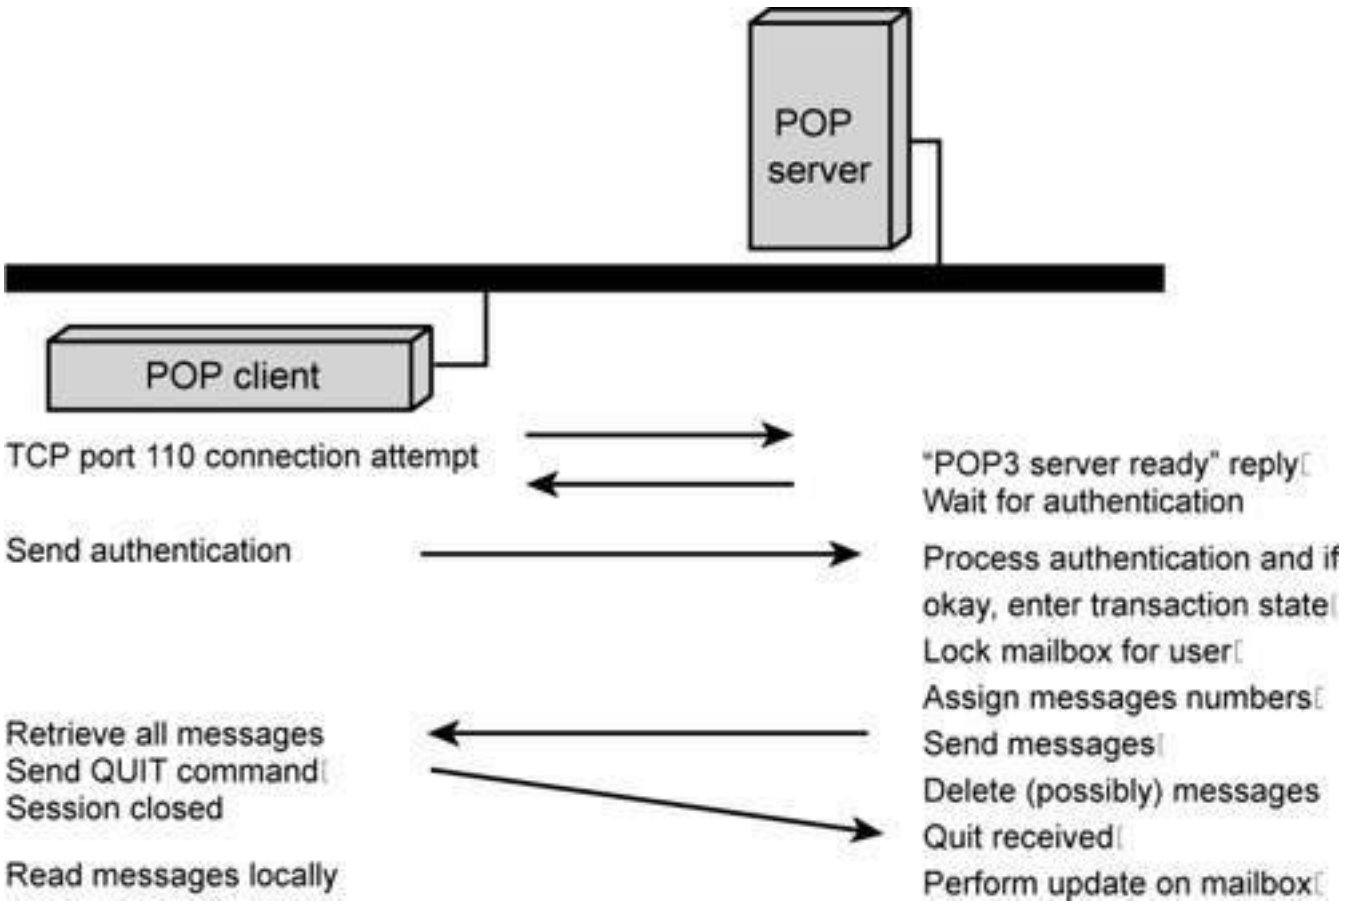 POP
server
POP client
TCP port 110 connection attempt
“POP3 server ready” reply
Wait for authentication
Send authentication
Process authentication and if
okay, enter transaction state
Lock mailbox for user
Assign messages numbers
Retrieve all messages
Send messages
Send QUIT command
Delete (possibly) messages
Session closed
Quit received
Read messages locally
Perform update on mailbox